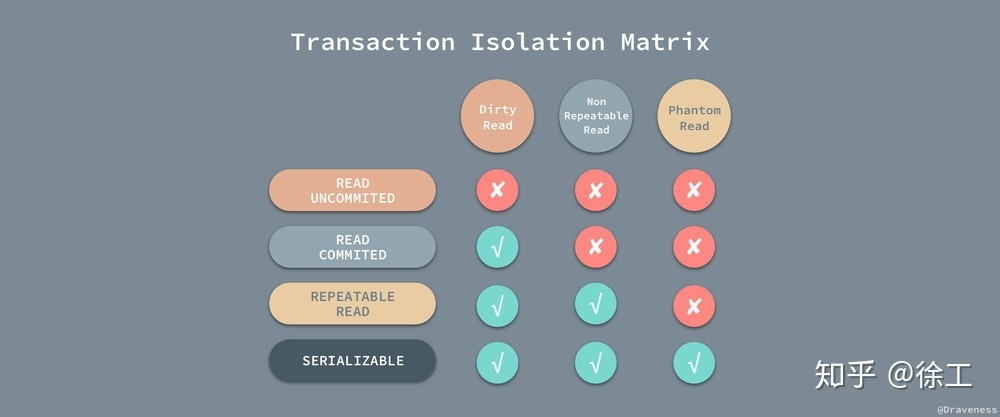 Transaction Isolation Matrix
Dirty
Read
Non
Repeatable
Read
Phantom
Read
READ
UNCOMMITED
✘ ✘ ✘
READ
COMMITED
√ ✘ ✘
REPEATABLE
READ
√ √ ✘
SERIALIZABLE
√ √ √
知乎 @徐工
@Draveness